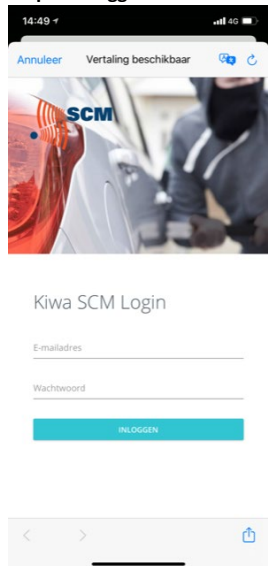 14:49
4G
Annuleer
Vertaling beschikbaar
SCM
Kiwa SCM Login
E-mailadres
Wachtwoord
INLOGGEN